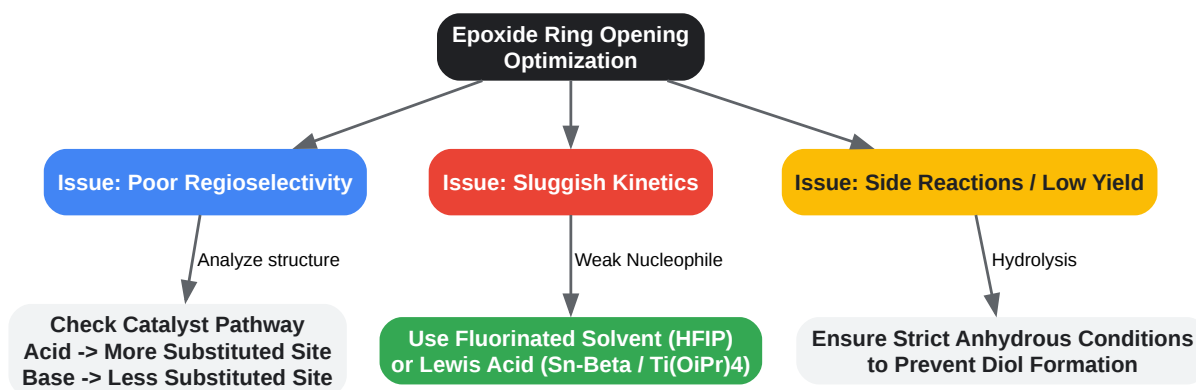 Epoxide Ring Opening
Optimization
Issue: Poor Regioselectivity
Issue: Sluggish Kinetics
Issue: Side Reactions / Low Yield
Analyze structure
Weak Nucleophile
Hydrolysis
Check Catalyst Pathway
Acid -> More Substituted Site
Base -> Less Substituted Site
Use Fluorinated Solvent (HFIP)
or Lewis Acid (Sn-Beta / Ti(OiPr)4)
Ensure Strict Anhydrous Conditions
to Prevent Diol Formation